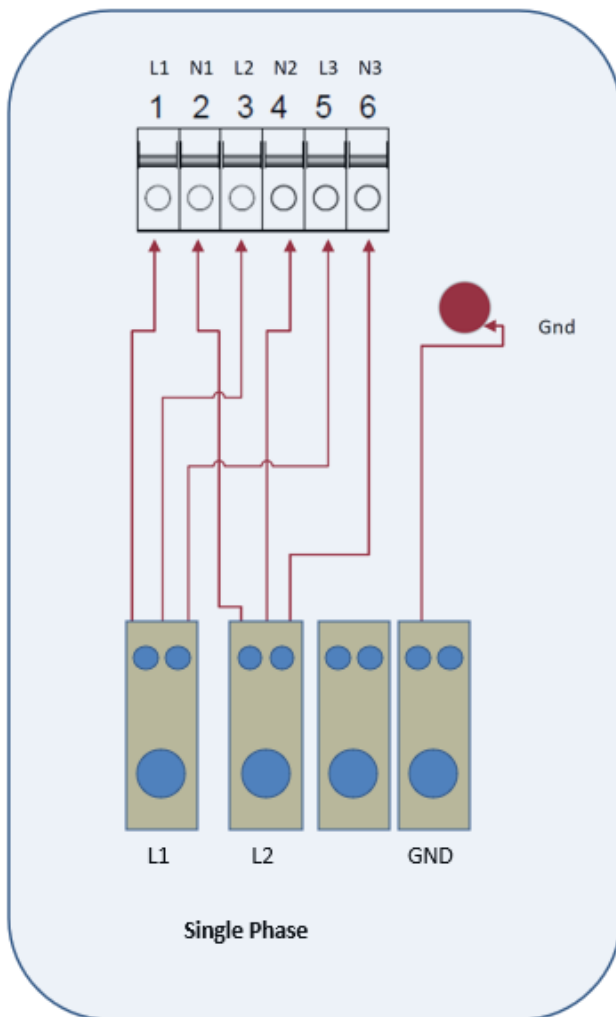 L1 N1 L2 N2 L3 N3
1 2 3 4 5 6
Gnd
L1 L2 GND
Single Phase